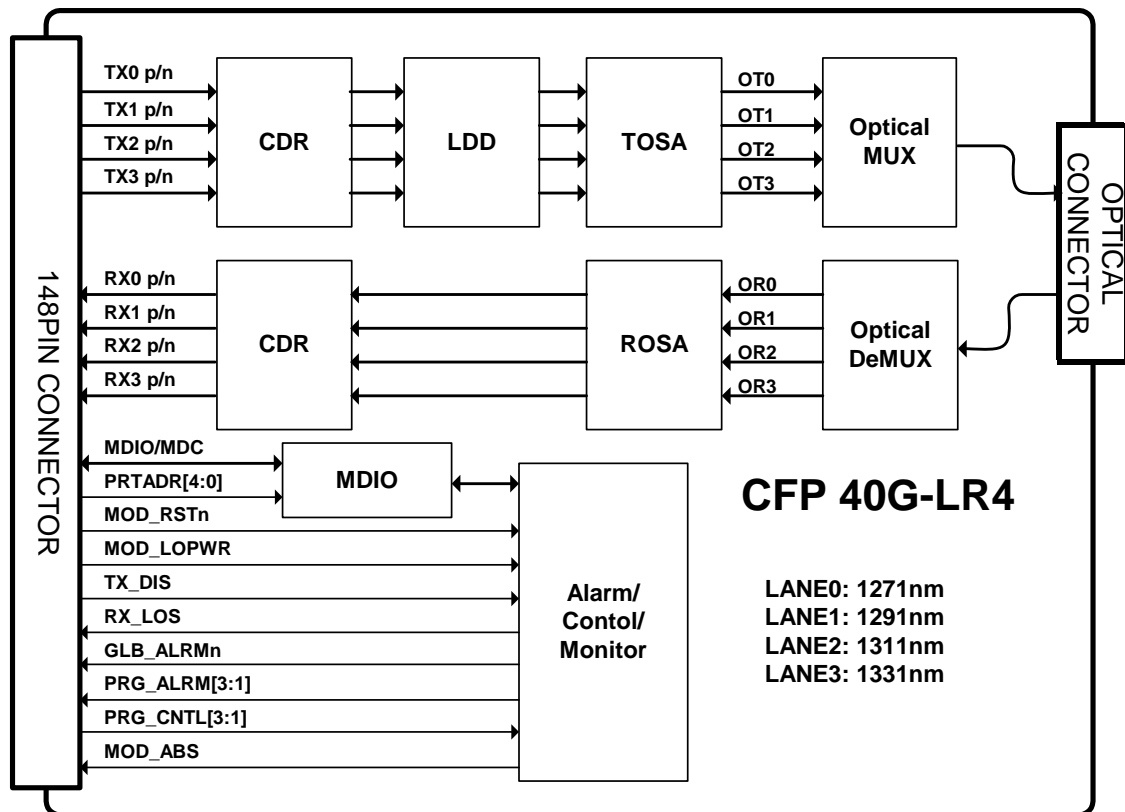 148PIN CONNECTOR
TX0 p/n
TX1 p/n
TX2 p/n
TX3 p/n
CDR
LDD
TOSA
OT0
OT1
OT2
OT3
Optical
MUX
OPTICAL
CONNECTOR
RX0 p/n
RX1 p/n
RX2 p/n
RX3 p/n
CDR
ROSA
OR0
OR1
OR2
OR3
Optical
DeMUX
MDIO/MDC
PRTADR[4:0]
MOD_RSTn
MOD_LOPWR
TX_DIS
RX_LOS
GLB_ALRMn
PRG_ALRM[3:1]
PRG_CNTL[3:1]
MOD_ABS
MDIO
Alarm/
Contol/
Monitor
CFP 40G-LR4
LANE0: 1271nm
LANE1: 1291nm
LANE2: 1311nm
LANE3: 1331nm